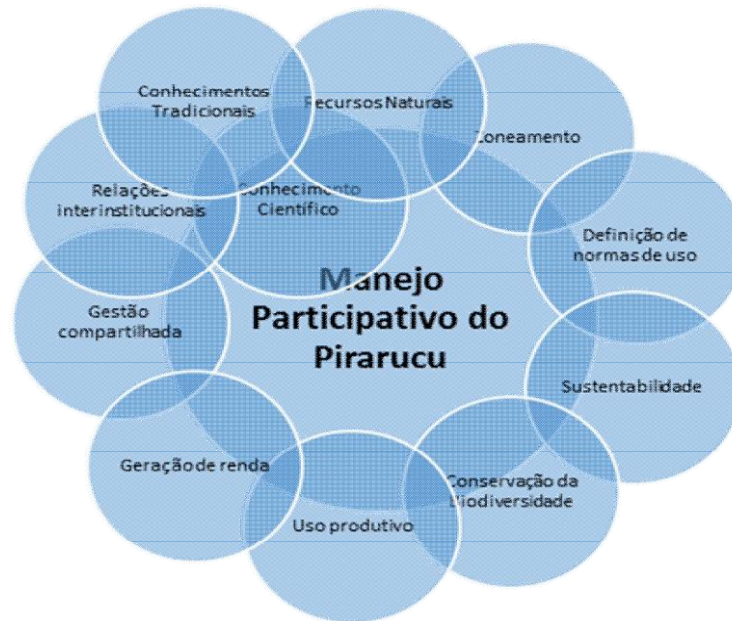 Conhecimentos
Tradicionais
Recursos Naturais
Zoneamento
Relações
interinstitucionais
Conhecimento
Científico
Definição de
normas de uso
Manejo
Participativo do
Pirarucu
Gestão
compartilhada
Sustentabilidade
Geração de renda
Conservação da
Biodiversidade
Uso produtivo